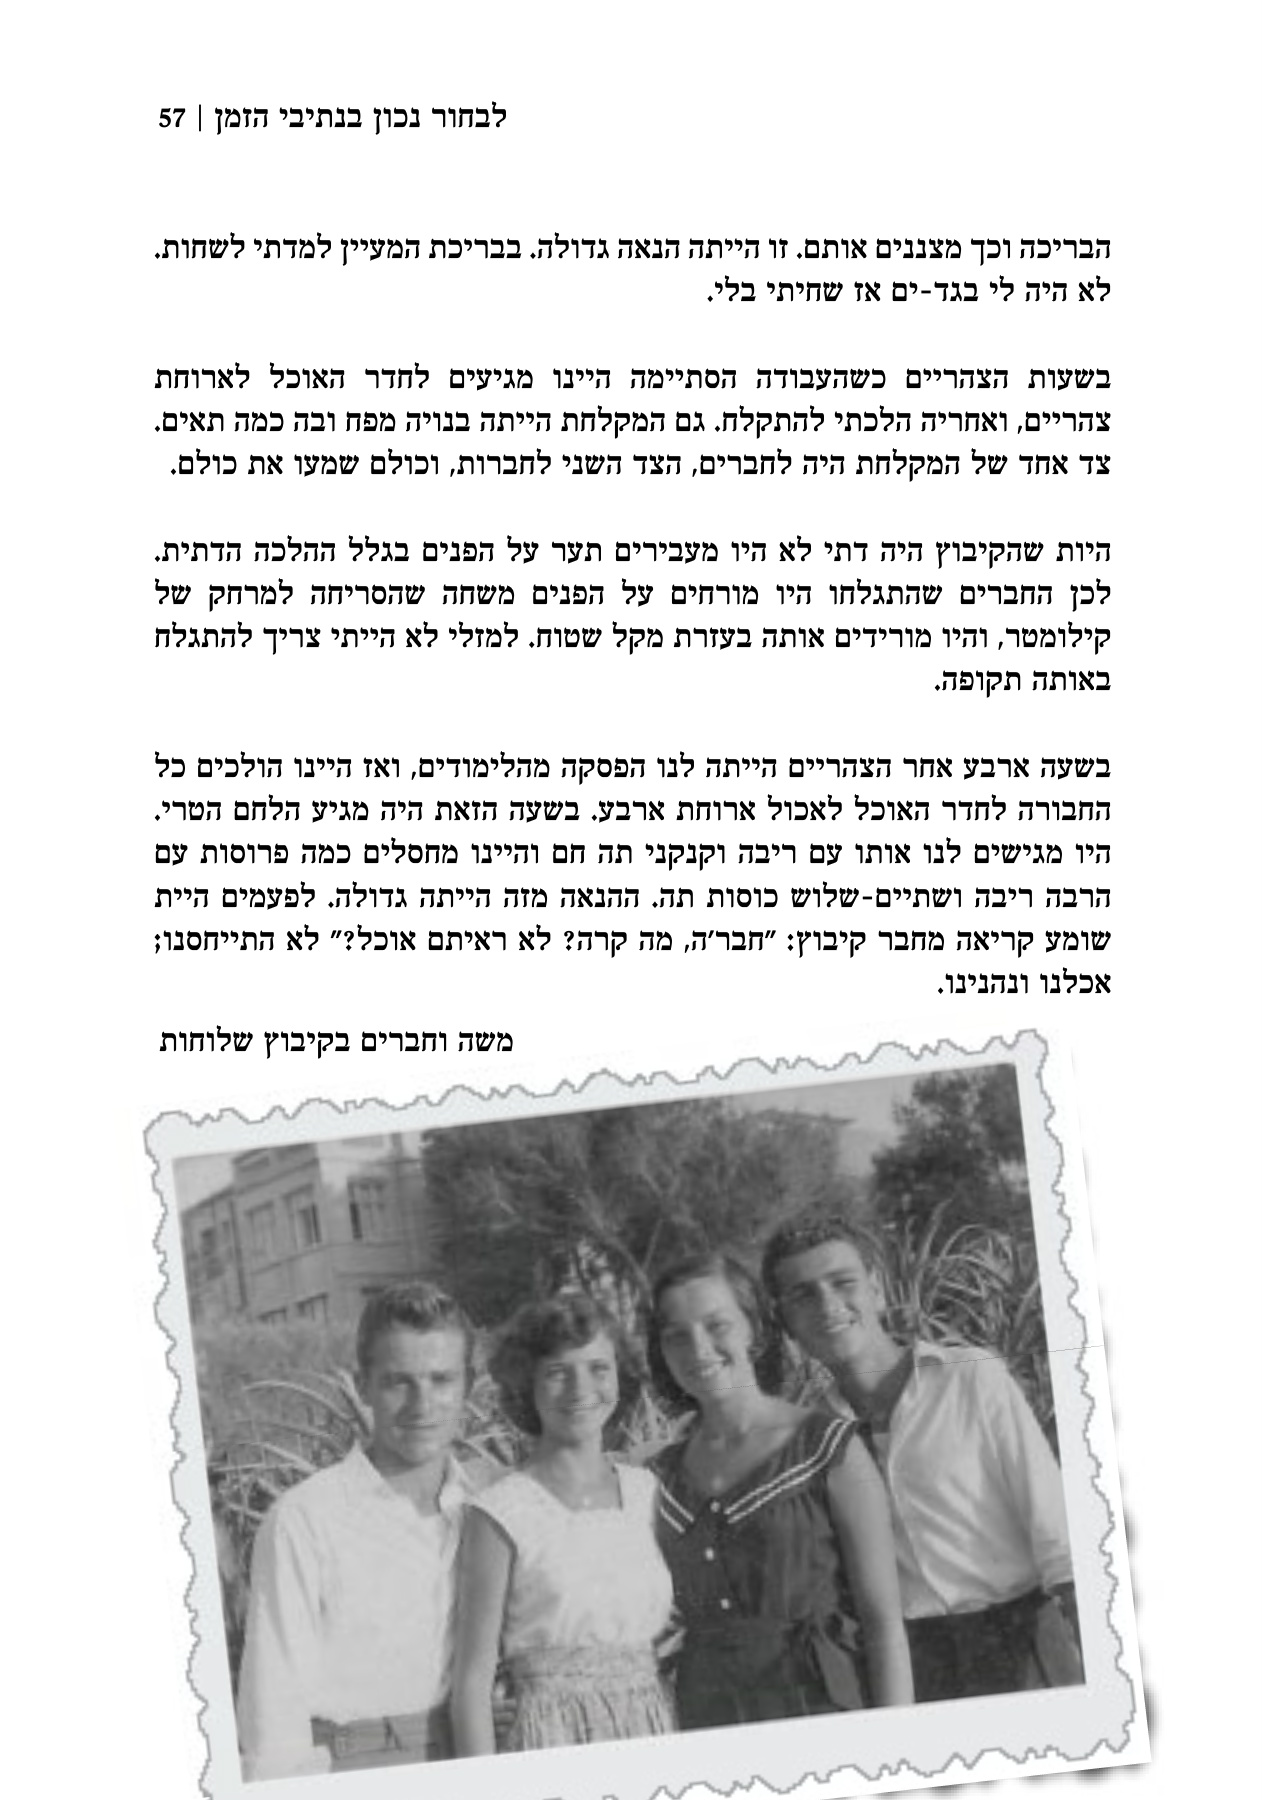 לבחור נכון בנתיבי הזמן | 57
הבריכה וכך מצננים אותם. זו הייתה הנאה גדולה. בבריכת המעיין למדתי לשחות.
לא היה לי בגד-ים אז שחיתי בלי.
בשעות הצהריים כשהעבודה הסתיימה היינו מגיעים לחדר האוכל לארוחת
צהריים, ואחריה הלכתי להתקלח. גם המקלחת הייתה בנויה מפח ובה כמה תאים.
צד אחד של המקלחת היה לחברים, הצד השני לחברות, וכולם שמעו את כולם.
היות שהקיבוץ היה דתי לא היו מעבירים תער על הפנים בגלל ההלכה הדתית.
לכן החברים שהתגלחו היו מורחים על הפנים משחה שהסריחה למרחק של
קילומטר, והיו מורידים אותה בעזרת מקל שטוח. למזלי לא הייתי צריך להתגלח
באותה תקופה.
בשעה ארבע אחר הצהריים הייתה לנו הפסקה מהלימודים, ואז היינו הולכים כל
החבורה לחדר האוכל לאכול ארוחת ארבע. בשעה הזאת היה מגיע הלחם הטרי.
היו מגישים לנו אותו עם ריבה וקנקני תה חם והיינו מחסלים כמה פרוסות עם
הרבה ריבה ושתיים-שלוש כוסות תה. ההנאה מזה הייתה גדולה. לפעמים היית
שומע קריאה מחבר קיבוץ: "חבר'ה, מה קרה? לא ראיתם אוכל?" לא התייחסנו;
אכלנו ונהנינו.
משה וחברים בקיבוץ שלוחות